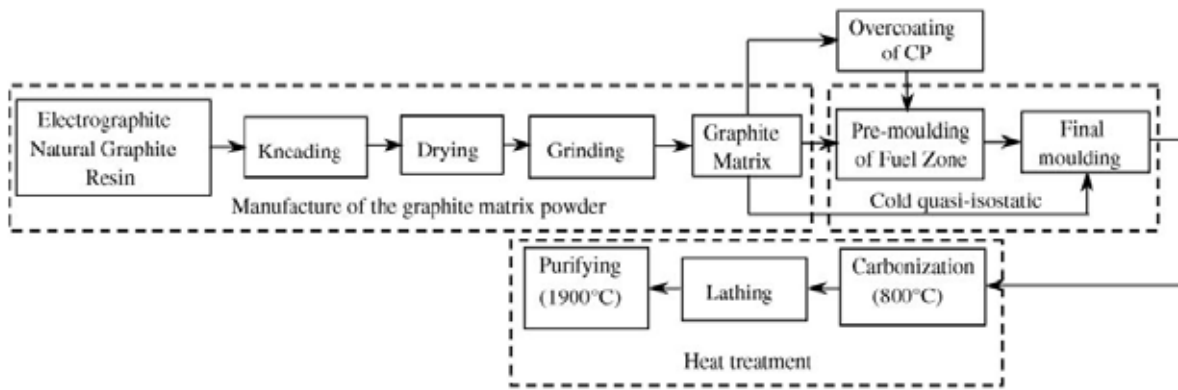 Overcoating
of CP
Electrographite
Natural Graphite
Resin
Kneading
Drying
Grinding
Graphite
Matrix
Pre-moulding
of Fuel Zone
Final
moulding
Manufacture of the graphite matrix powder
Cold quasi-isostatic
Purifying
(1900°C)
Lathing
Carbonization
(800°C)
Heat treatment